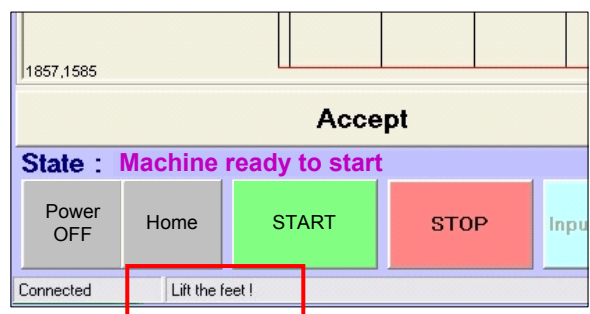 1857,1585
Accept
State : Machine ready to start
Power OFF
Home
START
STOP
Connected
Lift the feet !